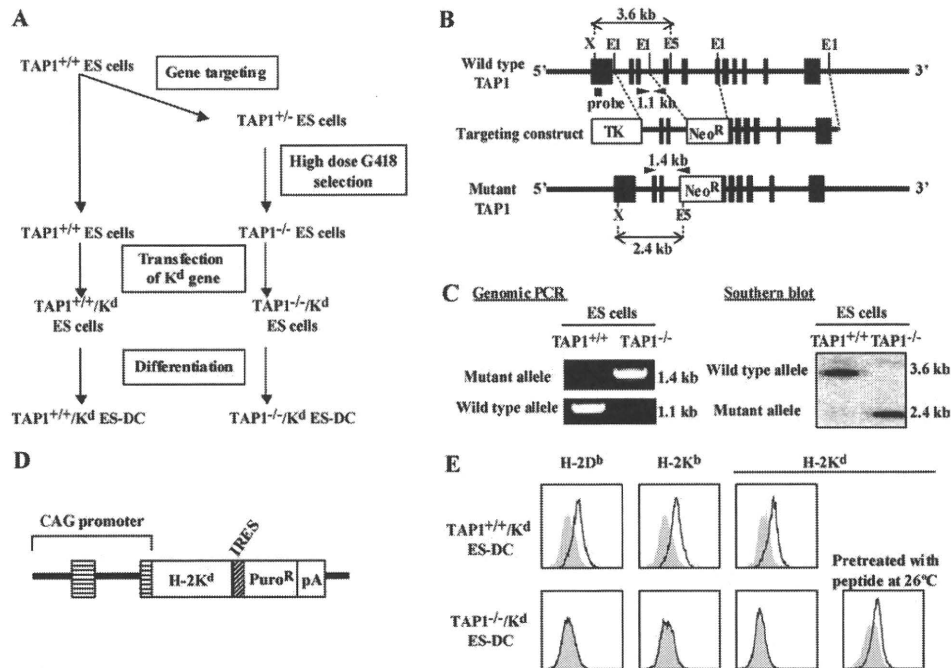 A
TAP1+/+ ES cells
Gene targeting
TAP1+/- ES cells
High dose G418
selection
TAP1+/+ ES cells
TAP1-/- ES cells
Transfection
of Kd gene
TAP1+/+/Kd
ES cells
TAP1-/-/Kd
ES cells
Differentiation
TAP1+/+/Kd ES-DC
TAP1-/-/Kd ES-DC
B
3.6 kb
X E1 E1 E5 E1 E1
Wild type
TAP1
5' 3'
probe 1.1 kb
Targeting construct
TK NeoR
1.4 kb
Mutant
TAP1
5' NeoR 3'
X E5
2.4 kb
C
Genomic PCR
ES cells
TAP1+/+ TAP1-/-
Mutant allele 1.4 kb
Wild type allele 1.1 kb
Southern blot
ES cells
TAP1+/+ TAP1-/-
Wild type allele 3.6 kb
Mutant allele 2.4 kb
D
CAG promoter
IRES
H-2Kd PuroR pA
E
H-2Db H-2Kb H-2Kd
TAP1+/+/Kd
ES-DC
Pretreated with
peptide at 26ºC
TAP1-/-/Kd
ES-DC